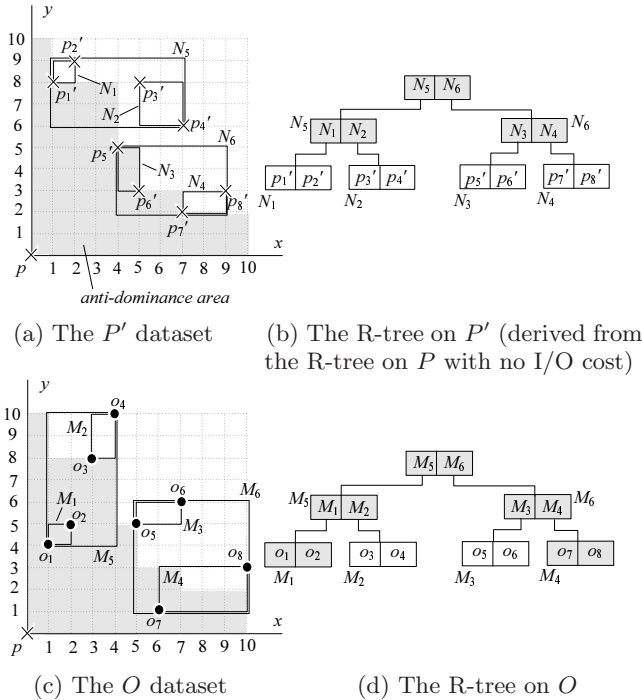 y
10
9
8
7
6
5
4
3
2
1
p
1 2 3 4 5 6 7 8 9 10
x
p2'
N5
N1
p1'
p3'
N2
p4'
N6
p5'
N3
N4
p6'
p8'
p7'
anti-dominance area
N5 N6
N5 N1 N2
N3 N4 N6
p1' p2' p3' p4' p5' p6' p7' p8'
N1 N2 N3 N4
(a) The P′ dataset
(b) The R-tree on P′ (derived from
the R-tree on P with no I/O cost)
y
10
9
8
7
6
5
4
3
2
1
p
1 2 3 4 5 6 7 8 9 10
x
o4
M2
o3
M1
o2
o1
M5
o6
M6
o5
M3
o8
M4
o7
M5 M6
M5 M1 M2
M3 M4 M6
o1 o2 o3 o4 o5 o6 o7 o8
M1 M2 M3 M4
(c) The O dataset
(d) The R-tree on O